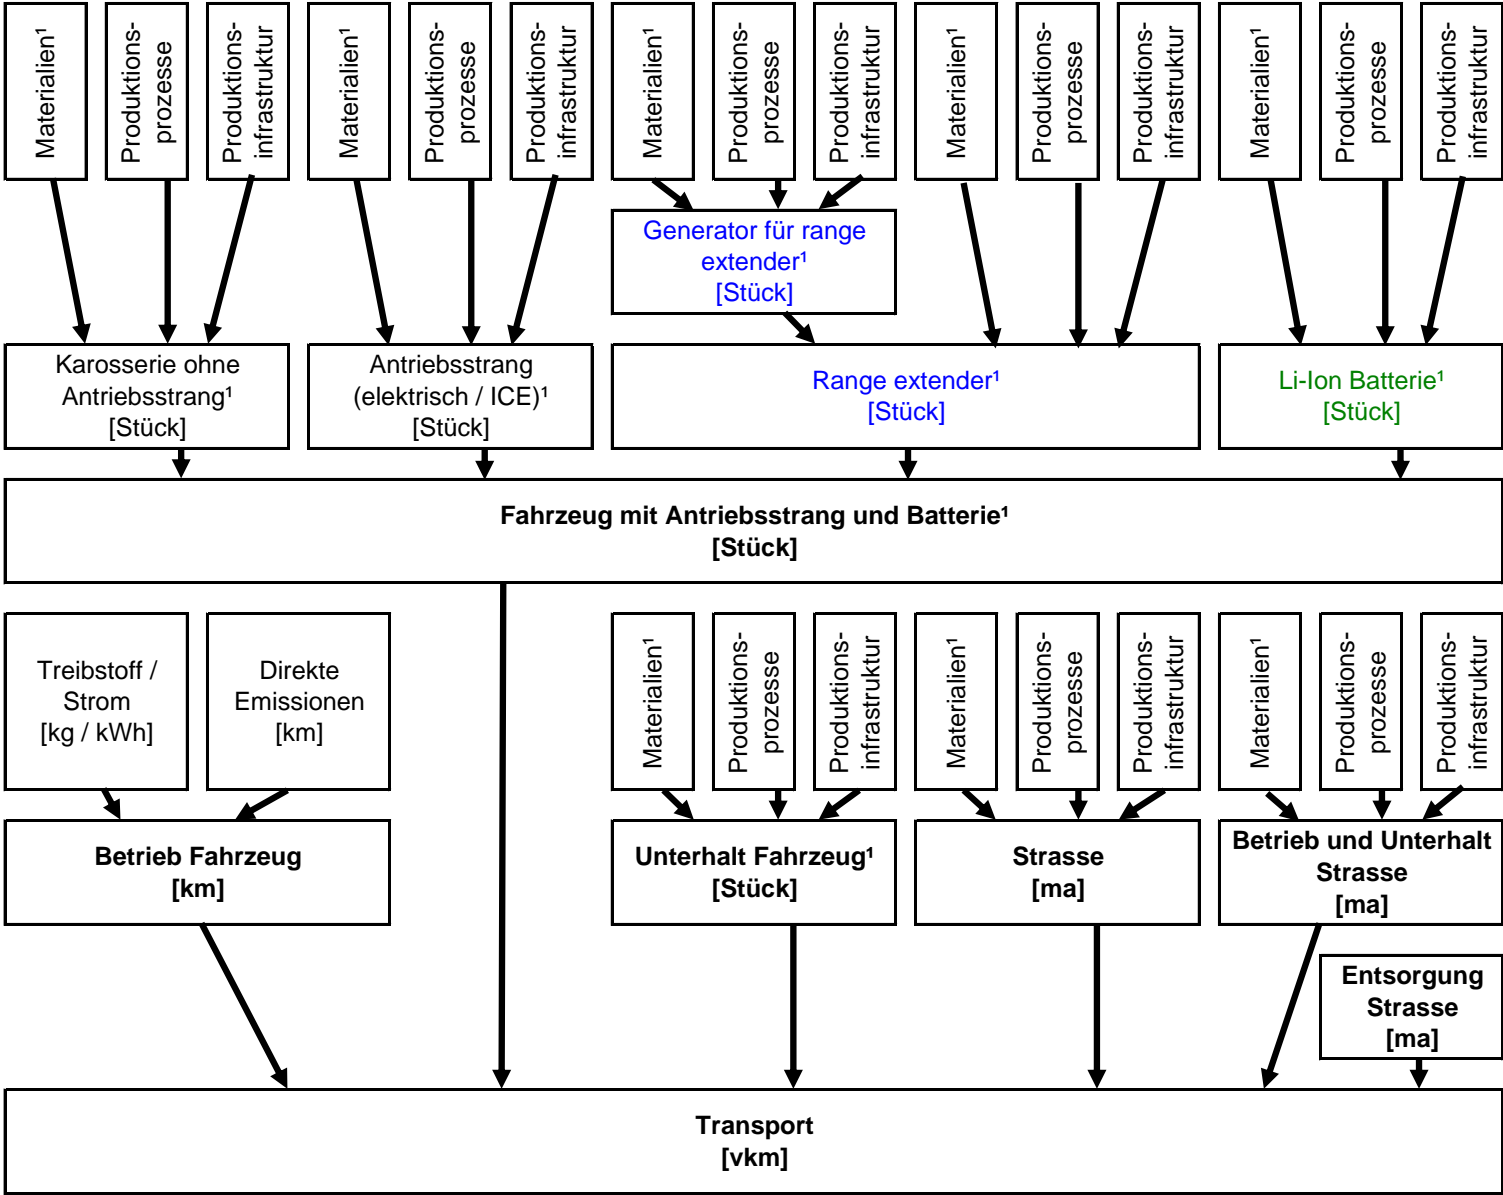 Materialien¹
Produktions-
prozesse
Produktions-
infrastruktur
Materialien¹
Produktions-
prozesse
Produktions-
infrastruktur
Materialien¹
Produktions-
prozesse
Produktions-
infrastruktur
Materialien¹
Produktions-
prozesse
Produktions-
infrastruktur
Materialien¹
Produktions-
prozesse
Produktions-
infrastruktur
Generator für range
extender¹
[Stück]
Karosserie ohne
Antriebsstrang¹
[Stück]
Antriebsstrang
(elektrisch / ICE)¹
[Stück]
Range extender¹
[Stück]
Li-Ion Batterie¹
[Stück]
Fahrzeug mit Antriebsstrang und Batterie¹
[Stück]
Treibstoff /
Strom
[kg / kWh]
Direkte
Emissionen
[km]
Materialien¹
Produktions-
prozesse
Produktions-
infrastruktur
Materialien¹
Produktions-
prozesse
Produktions-
infrastruktur
Materialien¹
Produktions-
prozesse
Produktions-
infrastruktur
Betrieb Fahrzeug
[km]
Unterhalt Fahrzeug¹
[Stück]
Strasse
[ma]
Betrieb und Unterhalt
Strasse
[ma]
Entsorgung
Strasse
[ma]
Transport
[vkm]